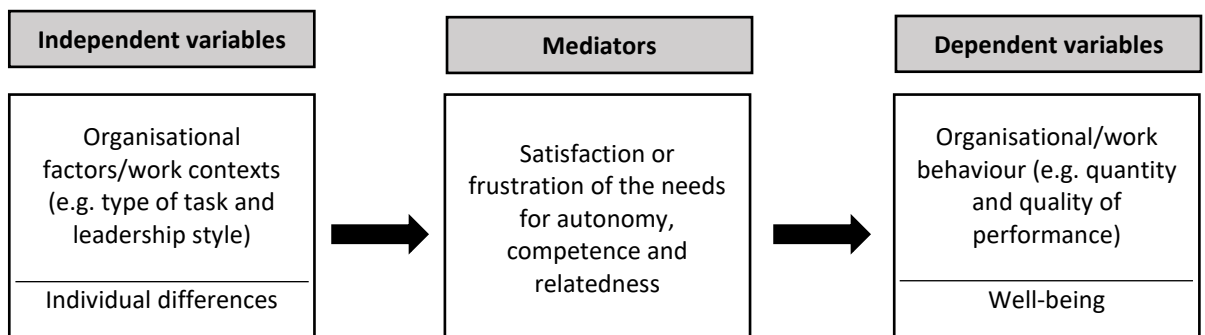 Independent variables
Mediators
Dependent variables
Organisational
factors/work contexts
(e.g. type of task and
leadership style)
Individual differences
Satisfaction or
frustration of the needs
for autonomy,
competence and
relatedness
Organisational/work
behaviour (e.g. quantity
and quality of
performance)
Well-being